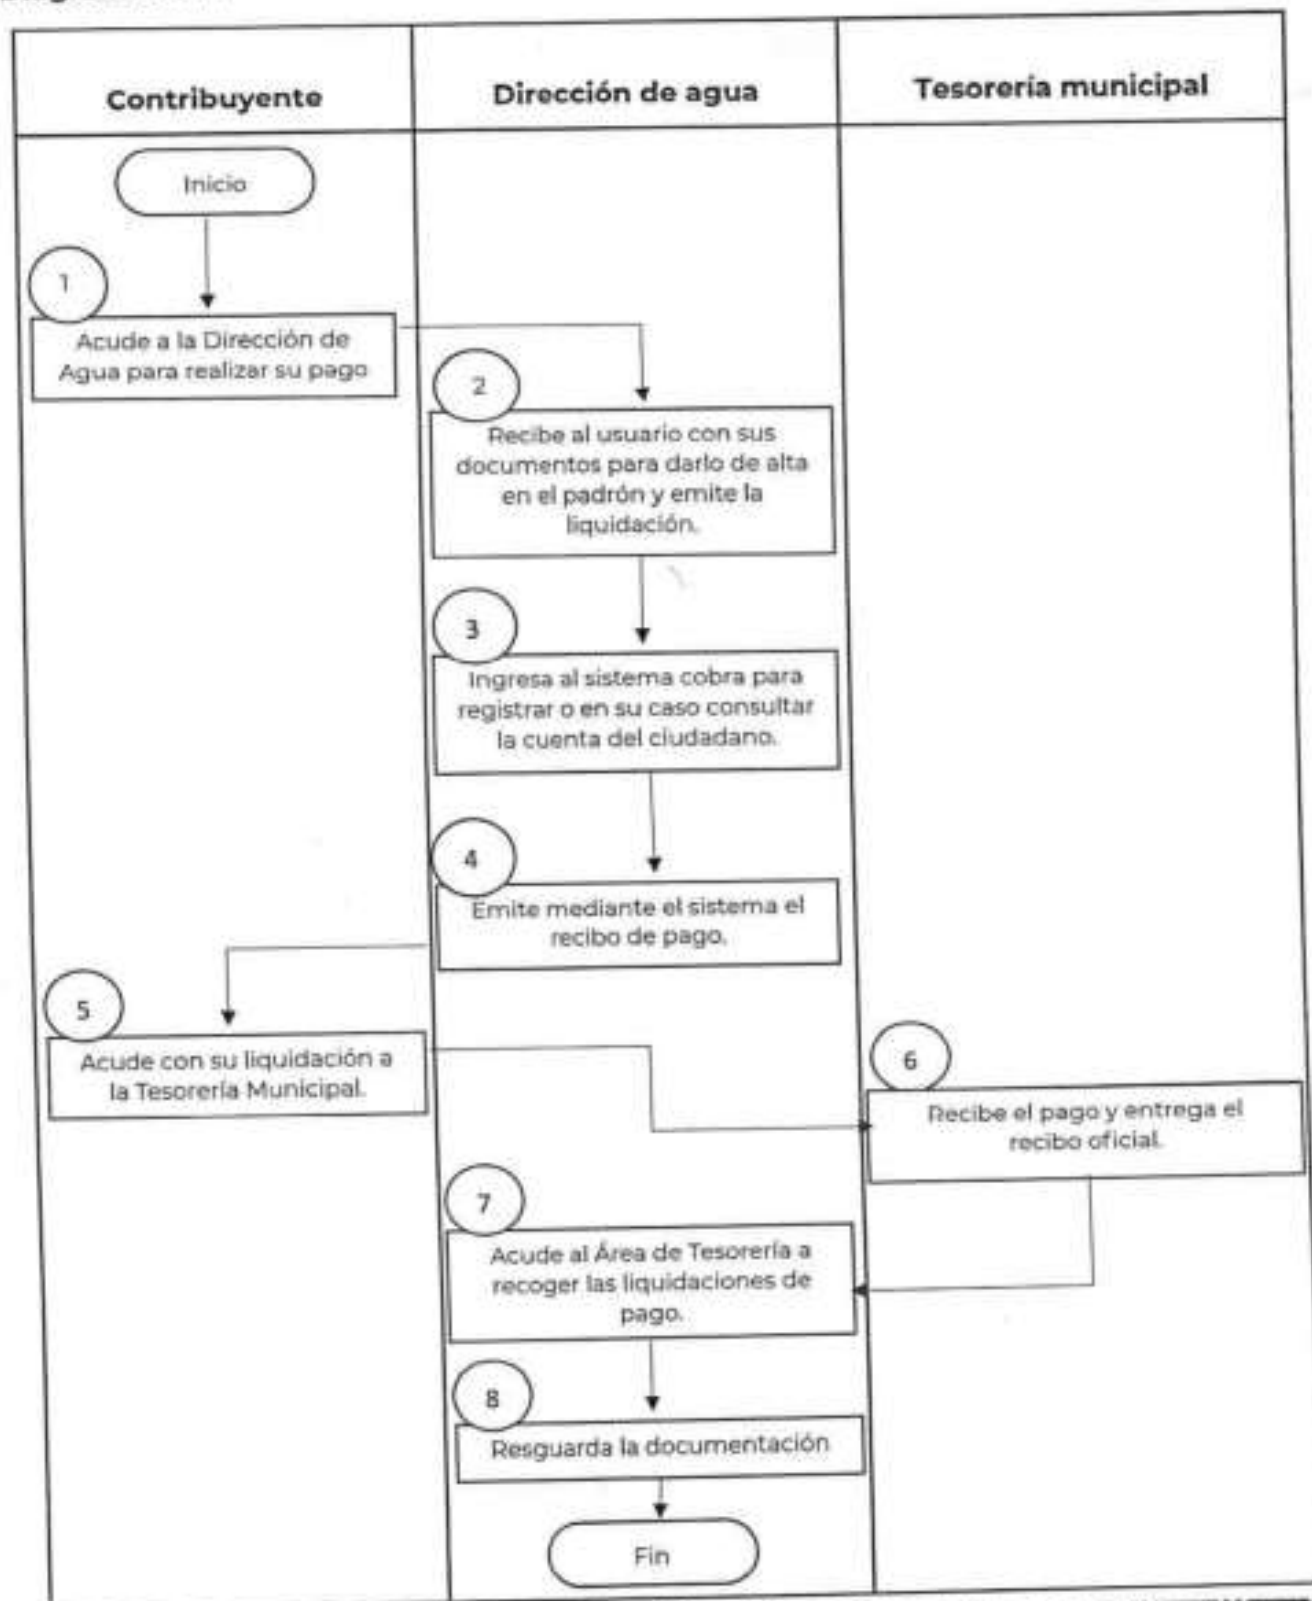 Contribuyente
Dirección de agua
Tesorería municipal
Inicio
1
Acude a la Dirección de
Agua para realizar su pago
2
Recibe al usuario con sus
documentos para darlo de alta
en el padrón y emite la
liquidación.
3
Ingresa al sistema cobra para
registrar o en su caso consultar
la cuenta del ciudadano.
4
Emite mediante el sistema el
recibo de pago.
5
Acude con su liquidación a
la Tesorería Municipal.
6
Recibe el pago y entrega el
recibo oficial.
7
Acude al Área de Tesorería a
recoger las liquidaciones de
pago.
8
Resguarda la documentación
Fin